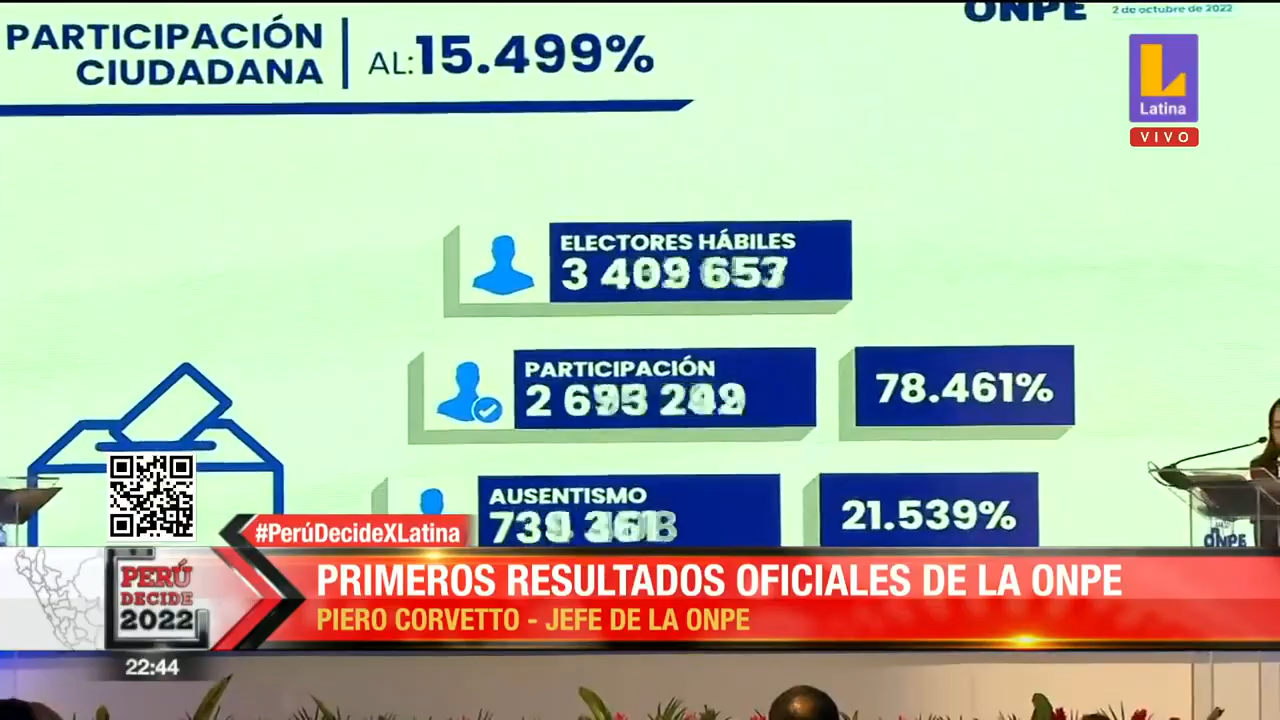 ONPE
2 de octubre de 2022
PARTICIPACIÓN
CIUDADANA
AL: 15.499%
Latina
VIVO
ELECTORES HÁBILES
3
PARTICIPACIÓN
2
78.461%
AUSENTISMO
21.539%
#PerúDecideXLatina
ONPE
PERÚ
DECIDE
2022
PRIMEROS RESULTADOS OFICIALES DE LA ONPE
PIERO CORVETTO - JEFE DE LA ONPE
22:44